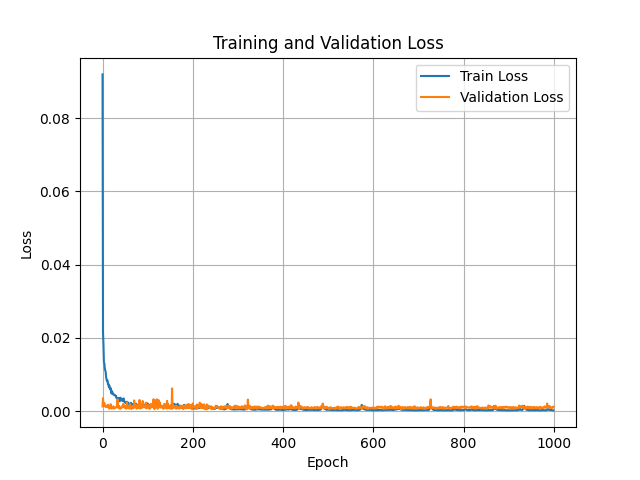 Training and Validation Loss
Train Loss
Validation Loss
0.08
0.06
0.04
0.02
0.00
Loss
0 200 400 600 800 1000
Epoch